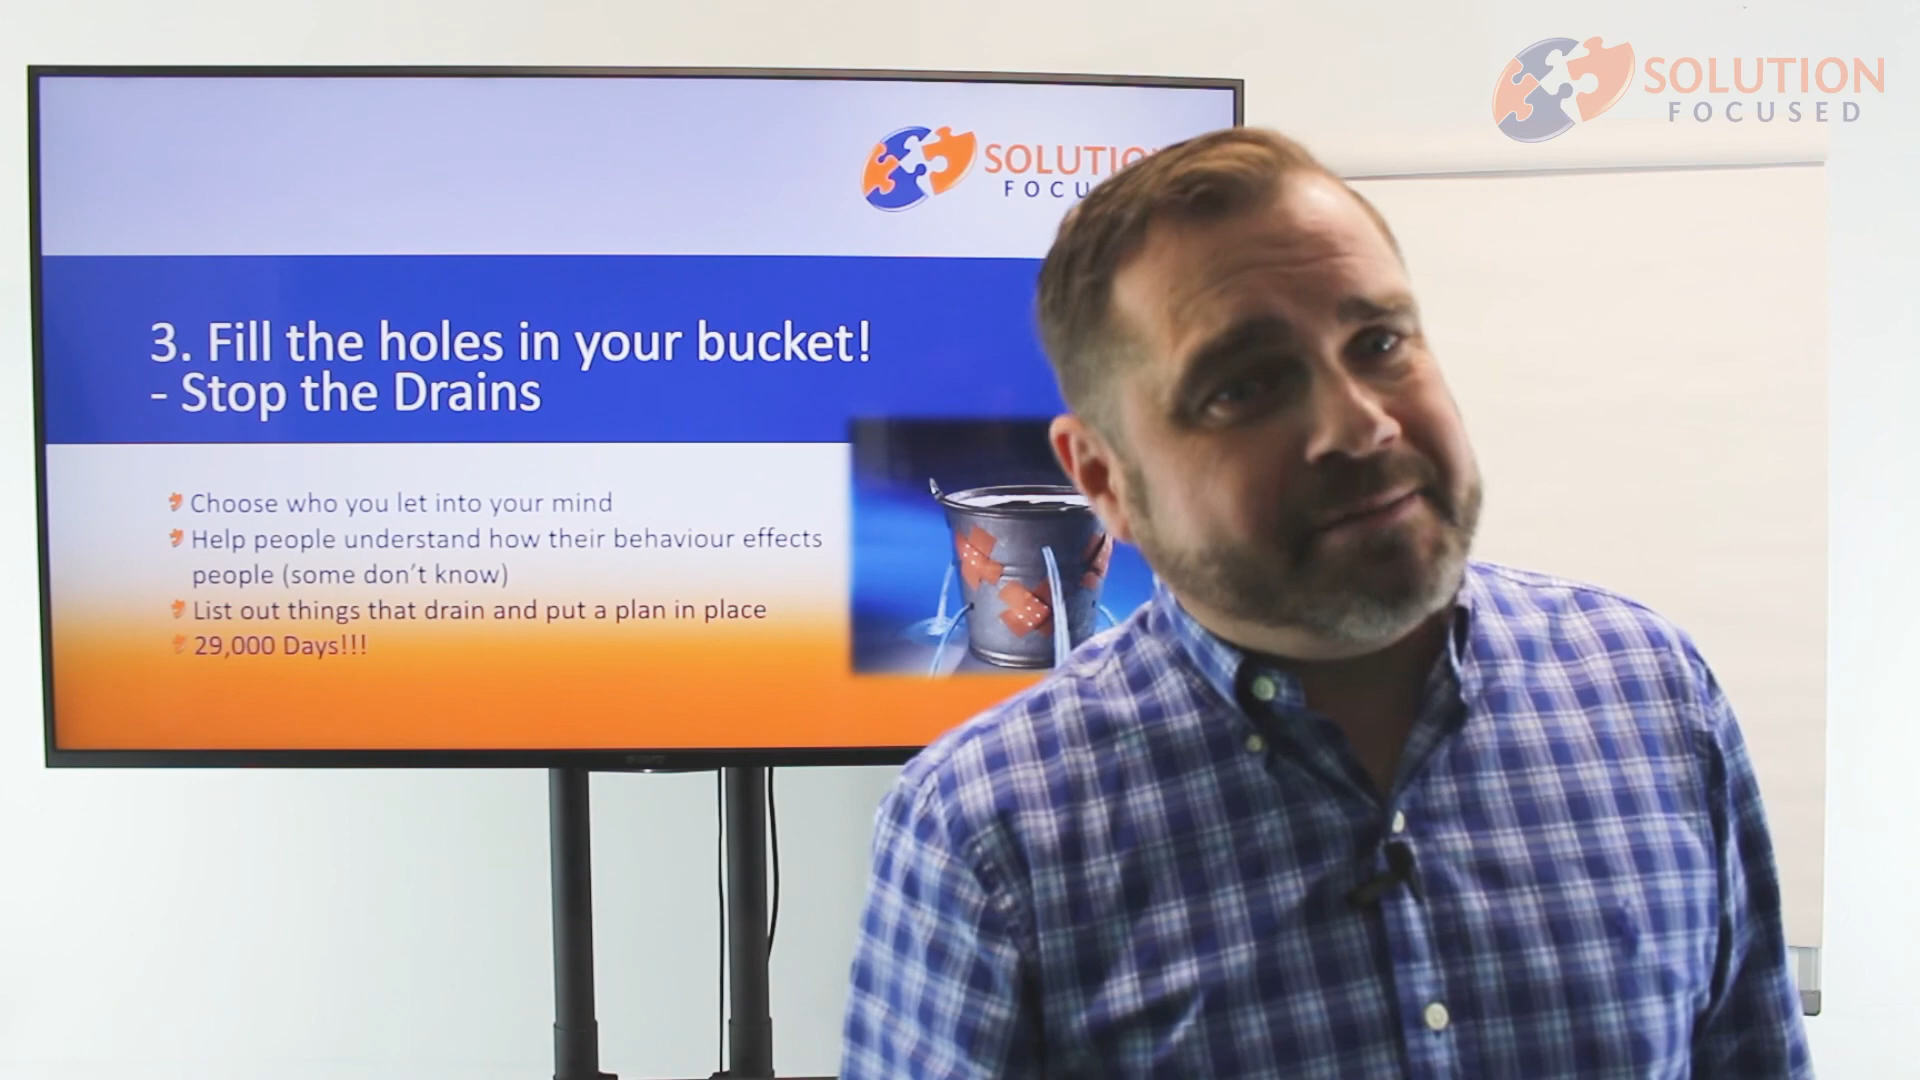 SOLUTION
FOCUSED
SOLUTIO
FOCU
3. Fill the holes in your bucket!
- Stop the Drains
Choose who you let into your mind
Help people understand how their behaviour effects
people (some don't know)
List out things that drain and put a plan in place
29,000 Days!!!